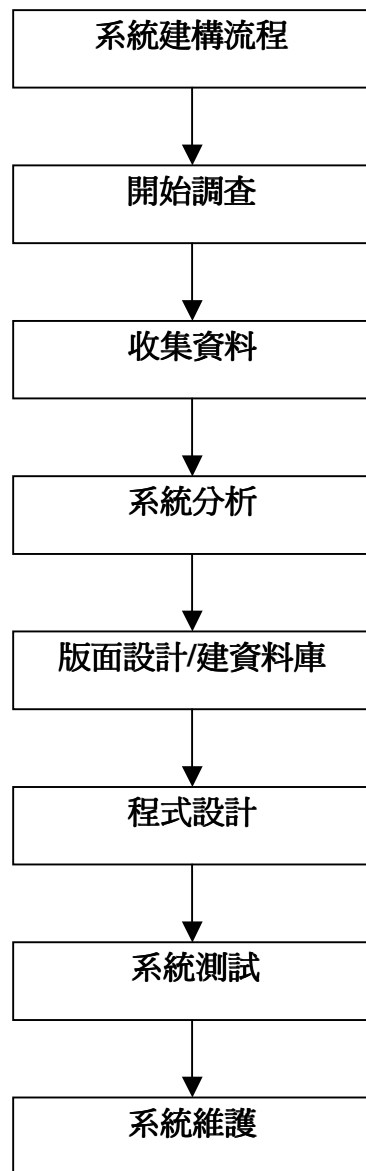 系統建構流程
開始調查
收集資料
系統分析
版面設計/建資料庫
程式設計
系統測試
系統維護